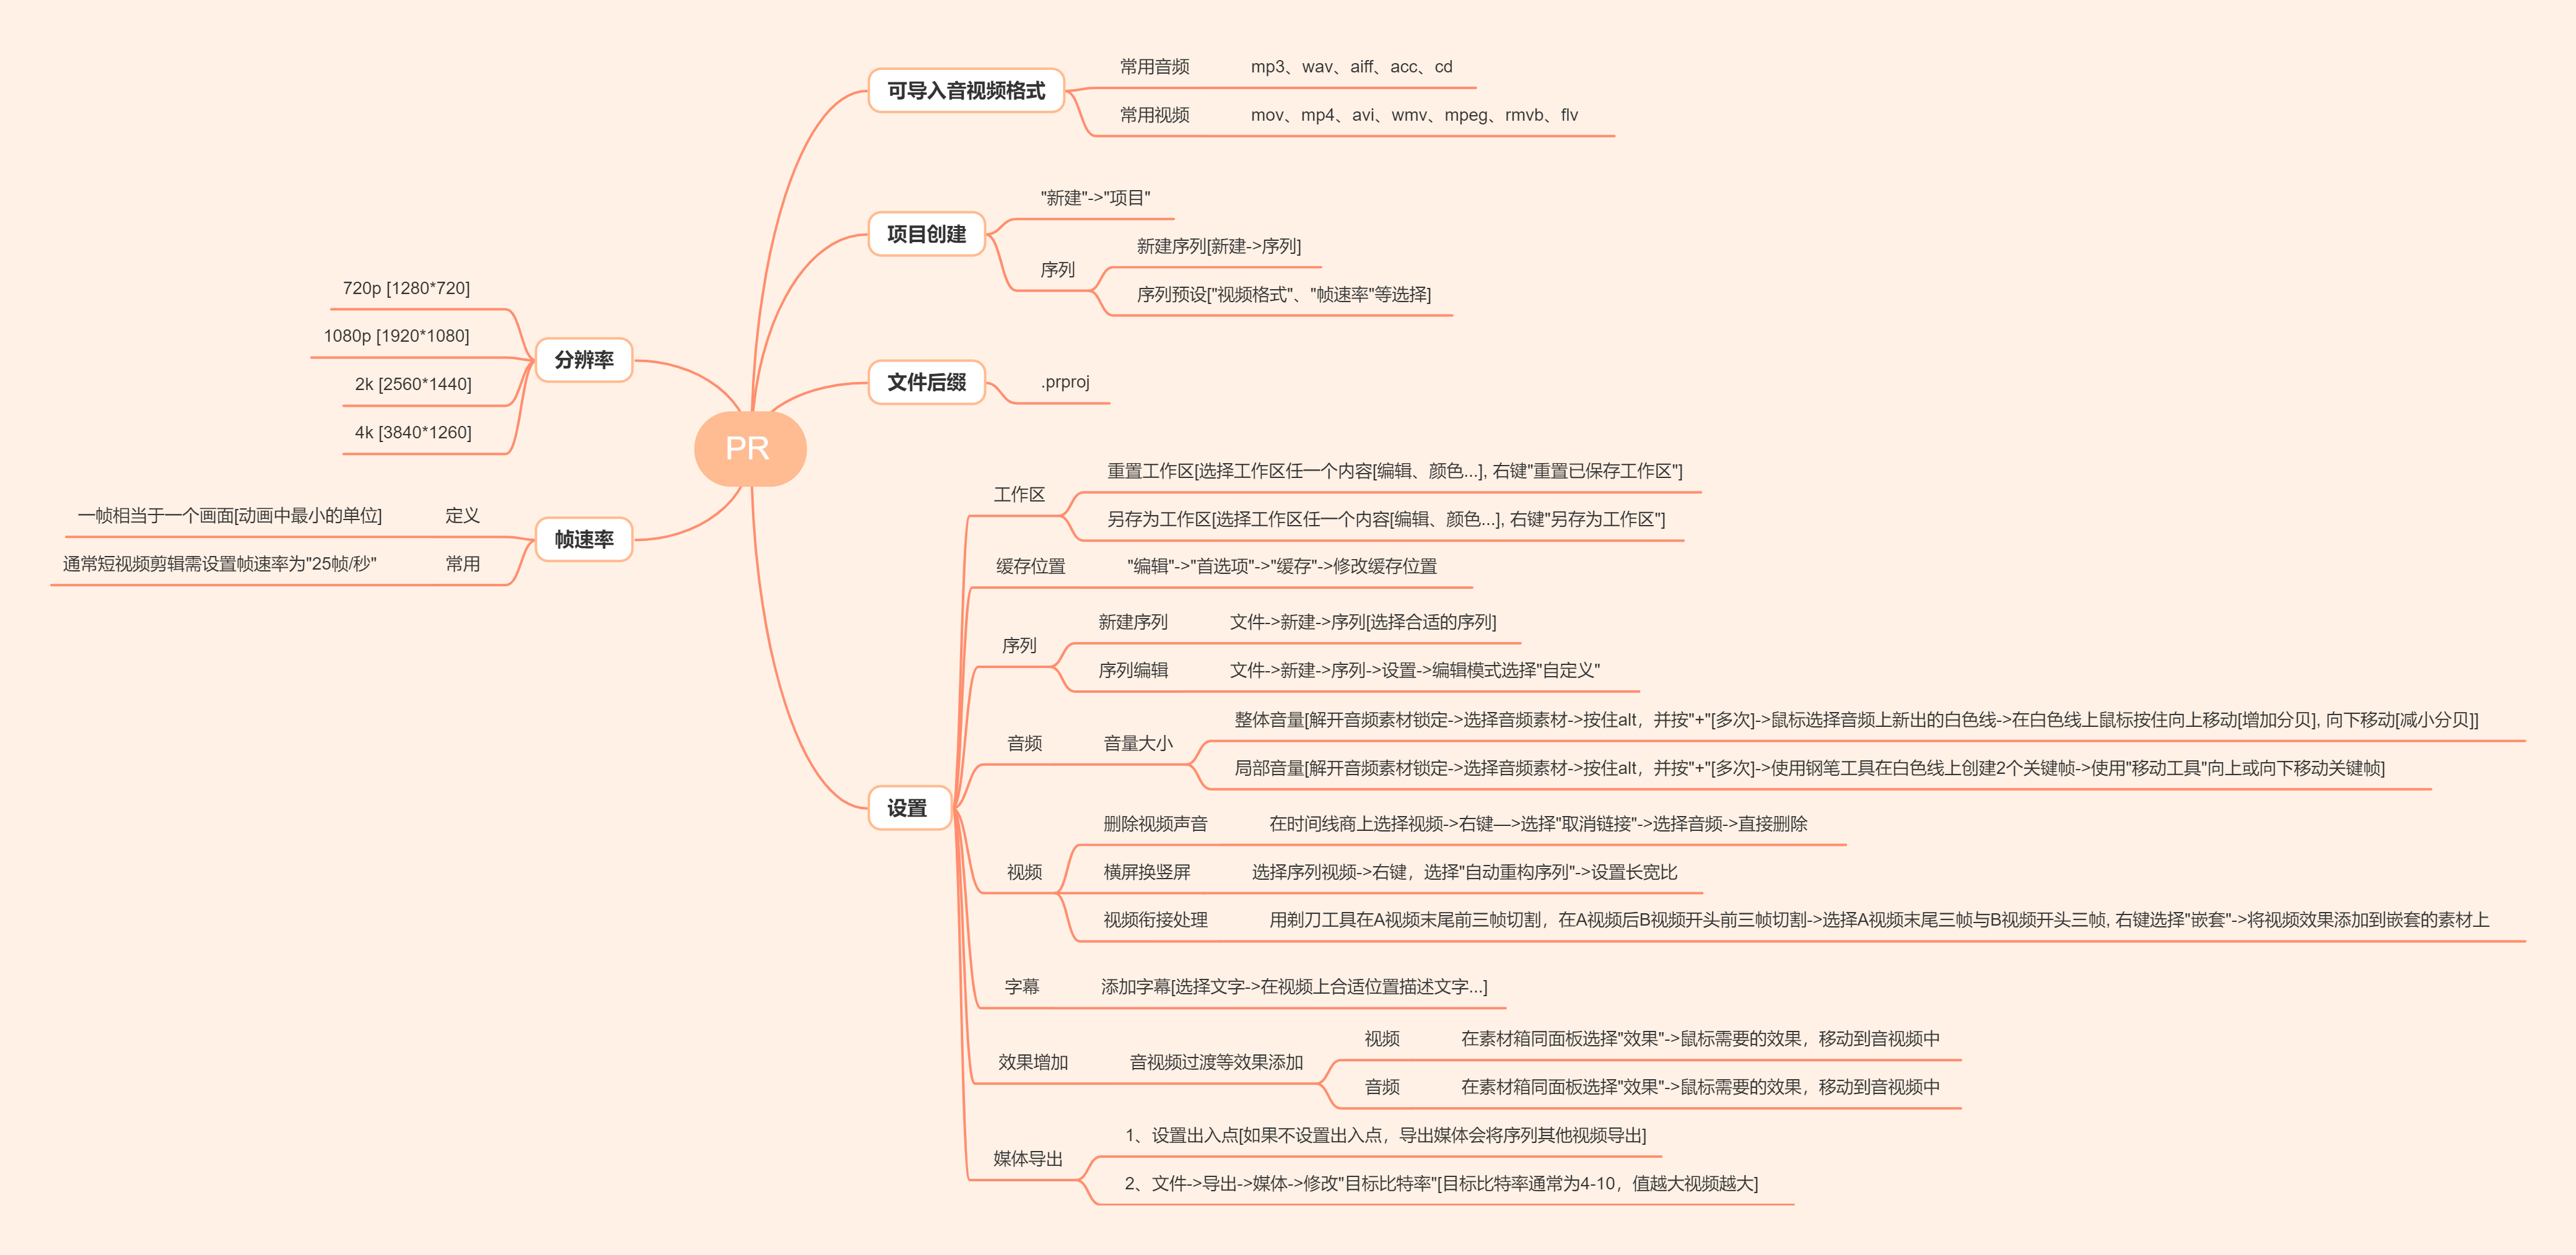 PR
可导入音视频格式
常用音频 mp3、wav、aiff、acc、cd
常用视频 mov、mp4、avi、wmv、mpeg、rmvb、flv
项目创建
"新建"->"项目"
序列
新建序列[新建->序列]
序列预设["视频格式"、"帧速率"等选择]
文件后缀
.prproj
设置
工作区
重置工作区[选择工作区任一个内容[编辑、颜色...], 右键"重置已保存工作区"]
另存为工作区[选择工作区任一个内容[编辑、颜色...], 右键"另存为工作区"]
缓存位置 "编辑"->"首选项"->"缓存"->修改缓存位置
序列
新建序列 文件->新建->序列[选择合适的序列]
序列编辑 文件->新建->序列->设置->编辑模式选择"自定义"
音频 音量大小
整体音量[解开音频素材锁定->选择音频素材->按住alt，并按"+"[多次]->鼠标选择音频上新出的白色线->在白色线上鼠标按住向上移动[增加分贝], 向下移动[减小分贝]]
局部音量[解开音频素材锁定->选择音频素材->按住alt，并按"+"[多次]->使用钢笔工具在白色线上创建2个关键帧->使用"移动工具"向上或向下移动关键帧]
视频
删除视频声音 在时间线商上选择视频->右键—>选择"取消链接"->选择音频->直接删除
横屏换竖屏 选择序列视频->右键，选择"自动重构序列"->设置长宽比
视频衔接处理 用剃刀工具在A视频末尾前三帧切割，在A视频后B视频开头前三帧切割->选择A视频末尾三帧与B视频开头三帧, 右键选择"嵌套"->将视频效果添加到嵌套的素材上
字幕 添加字幕[选择文字->在视频上合适位置描述文字...]
效果增加 音视频过渡等效果添加
视频 在素材箱同面板选择"效果"->鼠标需要的效果，移动到音视频中
音频 在素材箱同面板选择"效果"->鼠标需要的效果，移动到音视频中
媒体导出
1、设置出入点[如果不设置出入点，导出媒体会将序列其他视频导出]
2、文件->导出->媒体->修改"目标比特率"[目标比特率通常为4-10，值越大视频越大]
分辨率
720p [1280*720]
1080p [1920*1080]
2k [2560*1440]
4k [3840*1260]
帧速率
一帧相当于一个画面[动画中最小的单位] 定义
通常短视频剪辑需设置帧速率为"25帧/秒" 常用